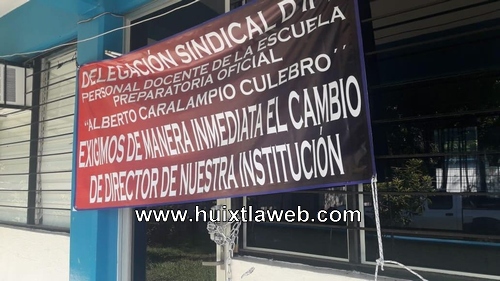 DELEGACIÓN SINDICAL D
PERSONAL DOCENTE DE LA ESCUELA
PREPARATORIA OFICIAL
"ALBERTO CARALAMPIO CULEBRO"
EXIGIMOS DE MANERA INMEDIATA EL CAMBIO
DE DIRECTOR DE NUESTRA INSTITUCIÓN
www.huixtlaweb.com